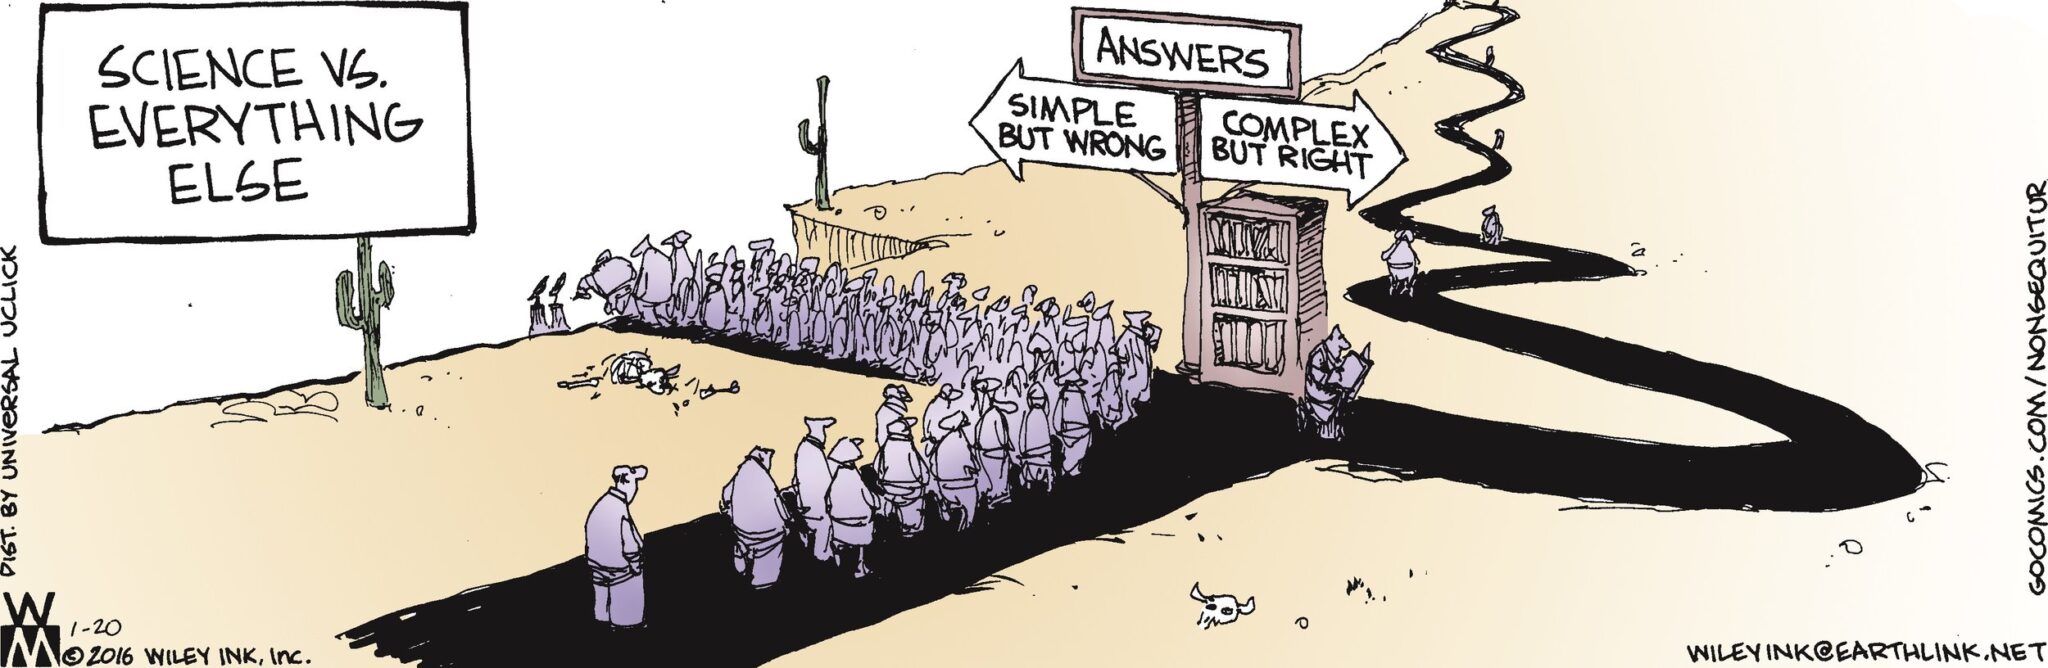 SCIENCE VS.
EVERYTHING
ELSE
ANSWERS
SIMPLE
BUT WRONG
COMPLEX
BUT RIGHT
DIST. BY UNIVERSAL UCLICK
WM
1-20
©2016 WILEY INK, Inc.
GOCOMICS.COM/NONSEQUITUR
WILEYINK@EARTHLINK.NET